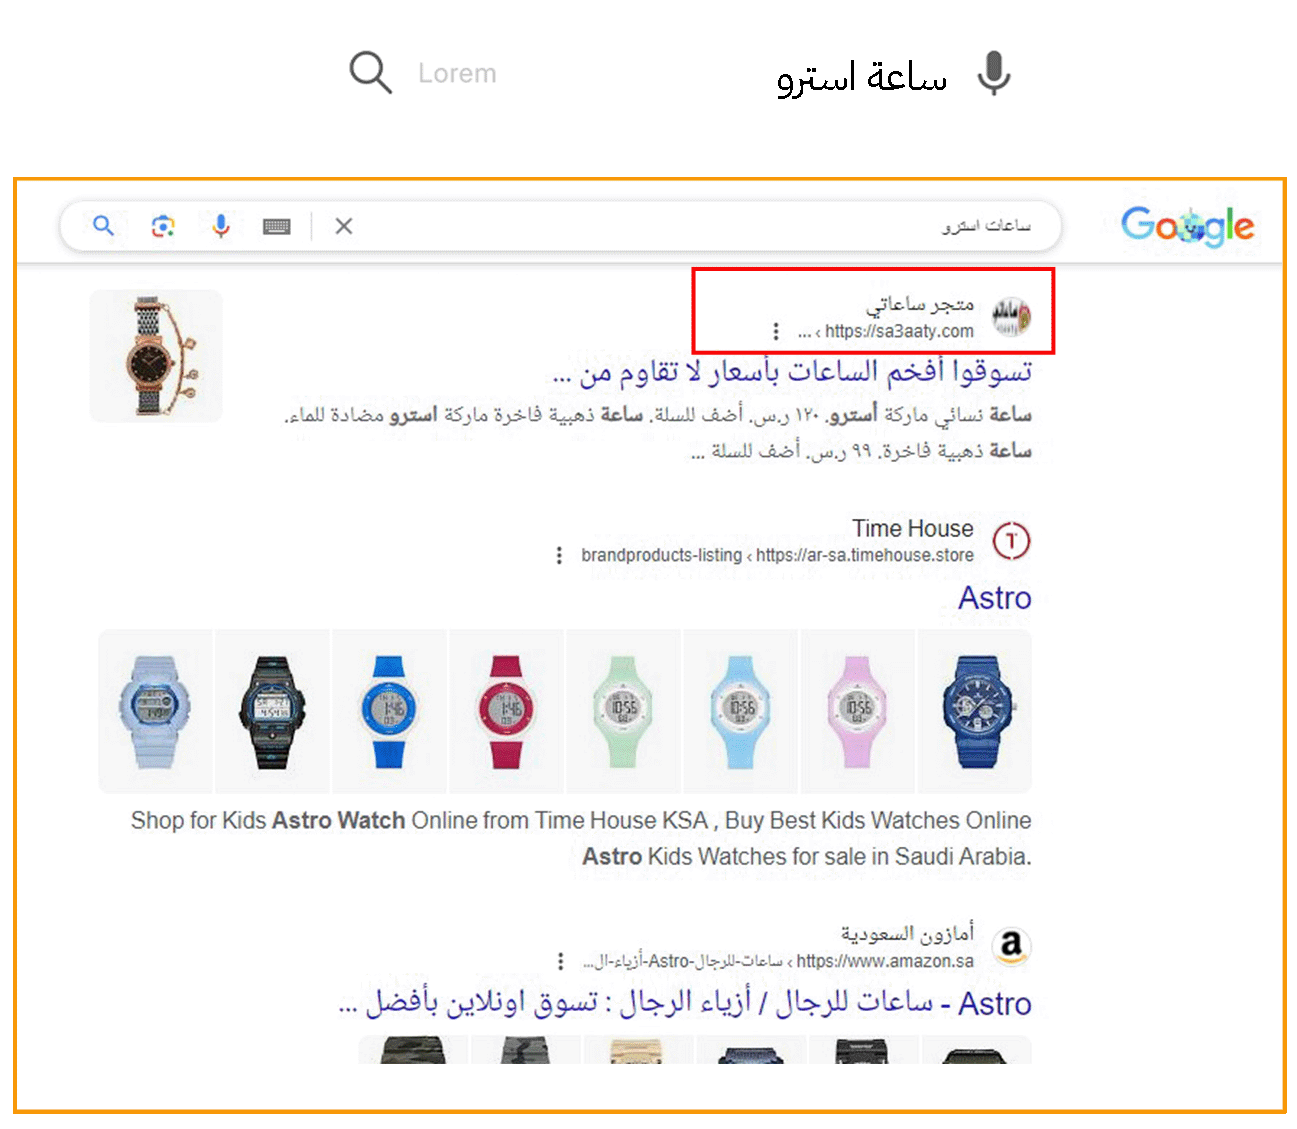 Lorem
ساعة استرو
Google
ساعات استرو
متجر ساعاتي
https://sa3aaty.com › ...
تسوقوا أفخم الساعات بأسعار لا تقاوم من ...
ساعة نسائي ماركة أسترو. ١٢٠ ر.س. أضف للسلة. ساعة ذهبية فاخرة ماركة استرو مضادة للماء.
ساعة ذهبية فاخرة. ٩٩ ر.س. أضف للسلة ...
Time House
https://ar-sa.timehouse.store › brandproducts-listing
Astro
Shop for Kids Astro Watch Online from Time House KSA , Buy Best Kids Watches Online
Astro Kids Watches for sale in Saudi Arabia.
أمازون السعودية
https://www.amazon.sa › ساعات-للرجال-Astro-أزياء-ال...
Astro - ساعات للرجال / أزياء الرجال : تسوق اونلاين بأفضل ...